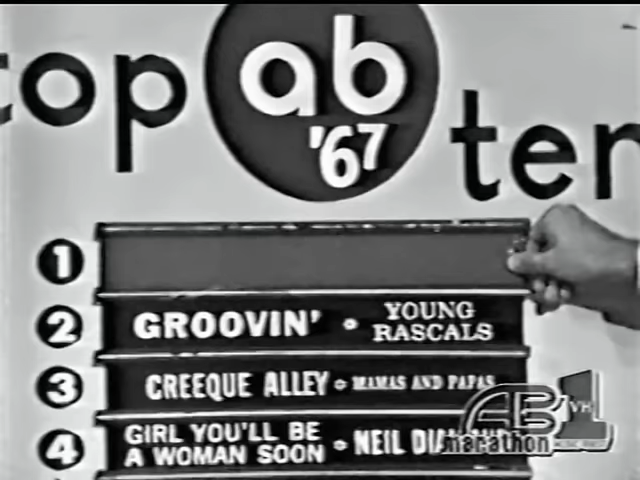 top ab ten
'67
1
2 GROOVIN' • YOUNG RASCALS
3 CREEQUE ALLEY • MAMAS AND PAPAS
4 GIRL YOU'LL BE A WOMAN SOON • NEIL
AB VH1
marathon